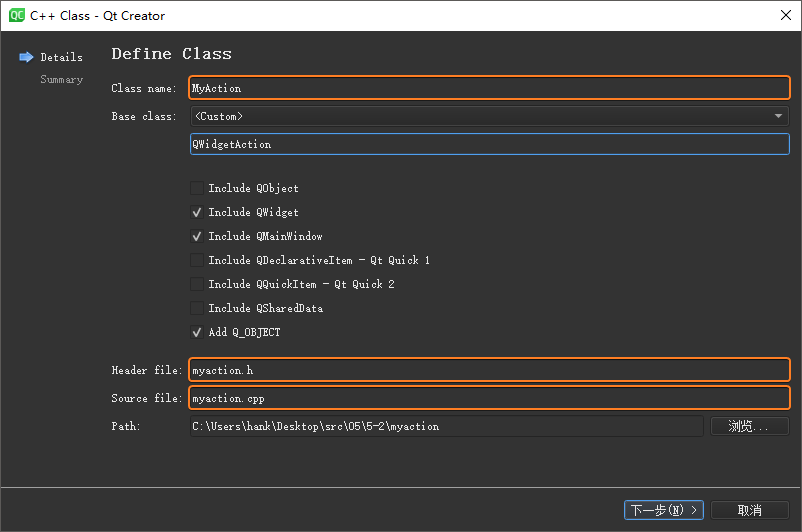 QC C++ Class - Qt Creator
Details
Summary
Define Class
Class name: MyAction
Base class: <Custom>
QWidgetAction
Include QObject
Include QWidget
Include QMainWindow
Include QDeclarativeItem - Qt Quick 1
Include QQuickItem - Qt Quick 2
Include QSharedData
Add Q_OBJECT
Header file: myaction.h
Source file: myaction.cpp
Path: C:\Users\hank\Desktop\src\05\5-2\myaction 浏览...
下一步(N) > 取消